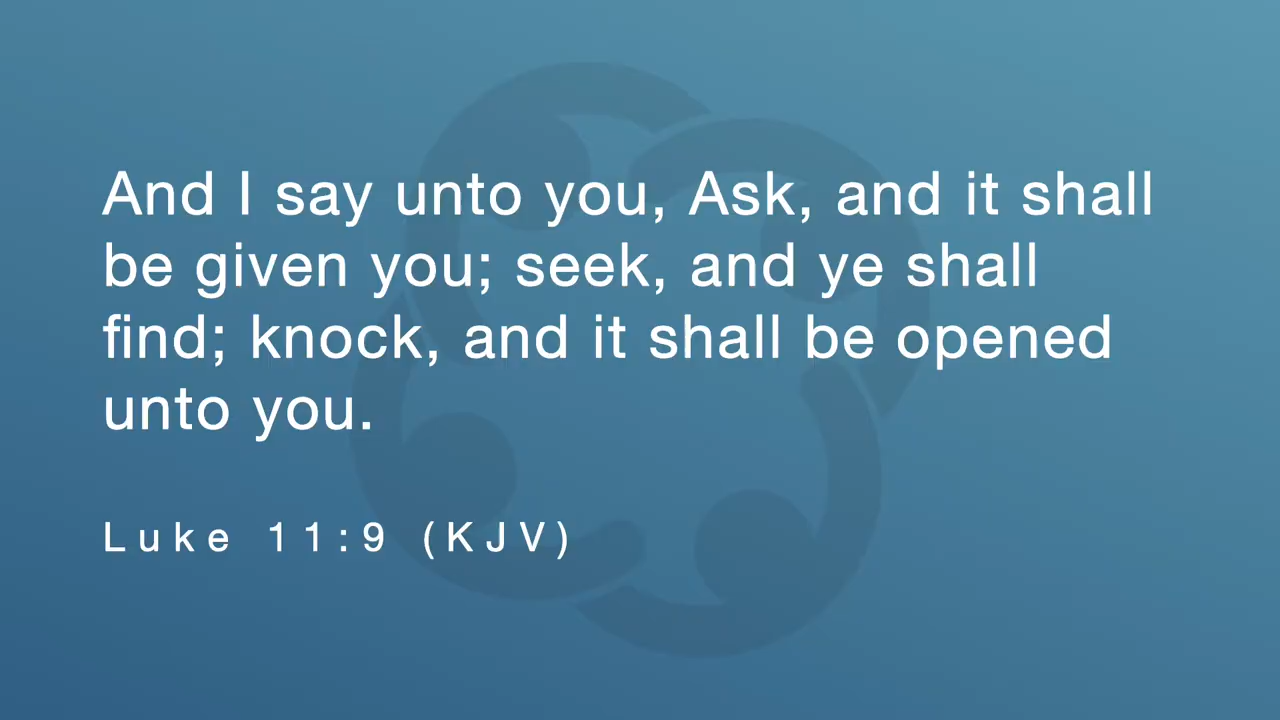 And I say unto you, Ask, and it shall
be given you; seek, and ye shall
find; knock, and it shall be opened
unto you.
Luke 11:9 (KJV)